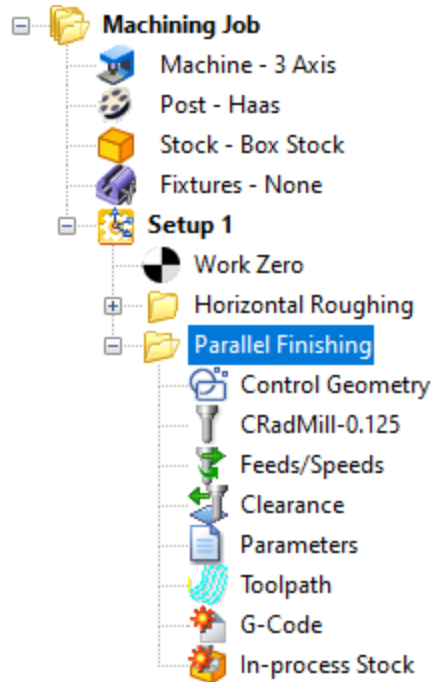 Machining Job
Machine - 3 Axis
Post - Haas
Stock - Box Stock
Fixtures - None
Setup 1
Work Zero
Horizontal Roughing
Parallel Finishing
Control Geometry
CRadMill-0.125
Feeds/Speeds
Clearance
Parameters
Toolpath
G-Code
In-process Stock